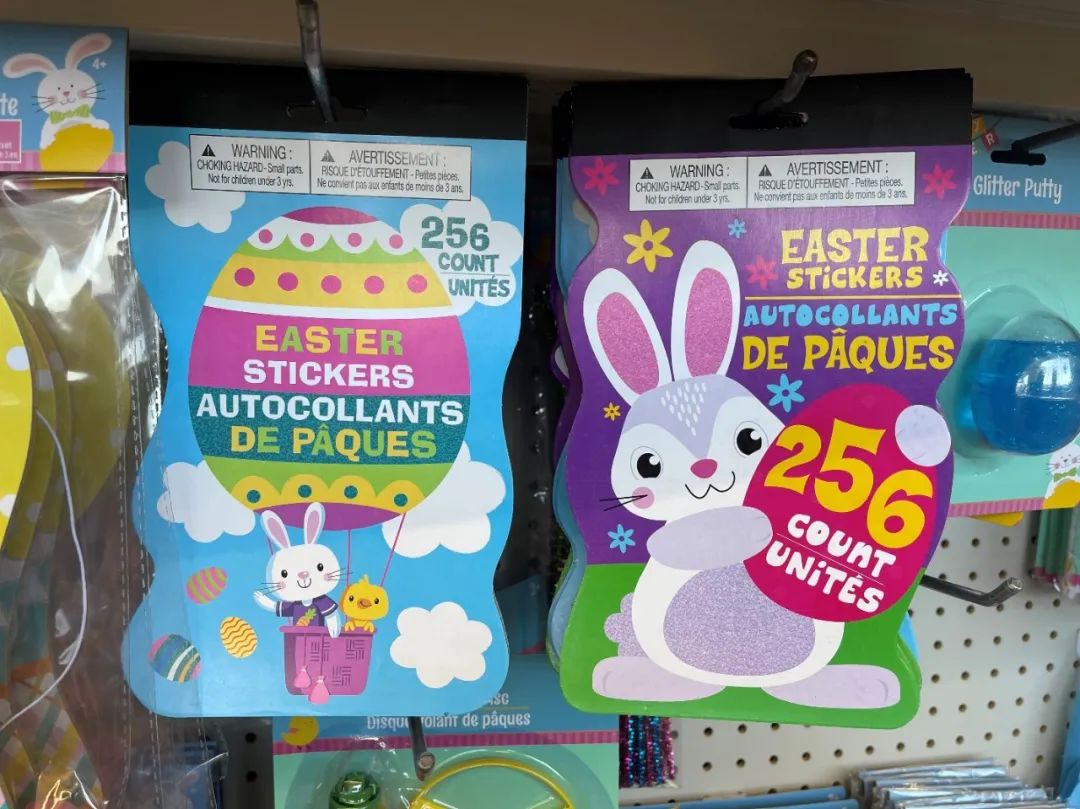 4+
WARNING :
CHOKING HAZARD - Small parts.
Not for children under 3 yrs.
AVERTISSEMENT :
RISQUE D'ÉTOUFFEMENT - Petites pièces.
Ne convient pas aux enfants de moins de 3 ans.
256
COUNT
UNITÉS
EASTER
STICKERS
AUTOCOLLANTS
DE PÂQUES
WARNING :
CHOKING HAZARD - Small parts.
Not for children under 3 yrs.
AVERTISSEMENT :
RISQUE D'ÉTOUFFEMENT - Petites pièces.
Ne convient pas aux enfants de moins de 3 ans.
EASTER
STICKERS
AUTOCOLLANTS
DE PÂQUES
256
COUNT
UNITÉS
Glitter Putty
Disque volant de pâques